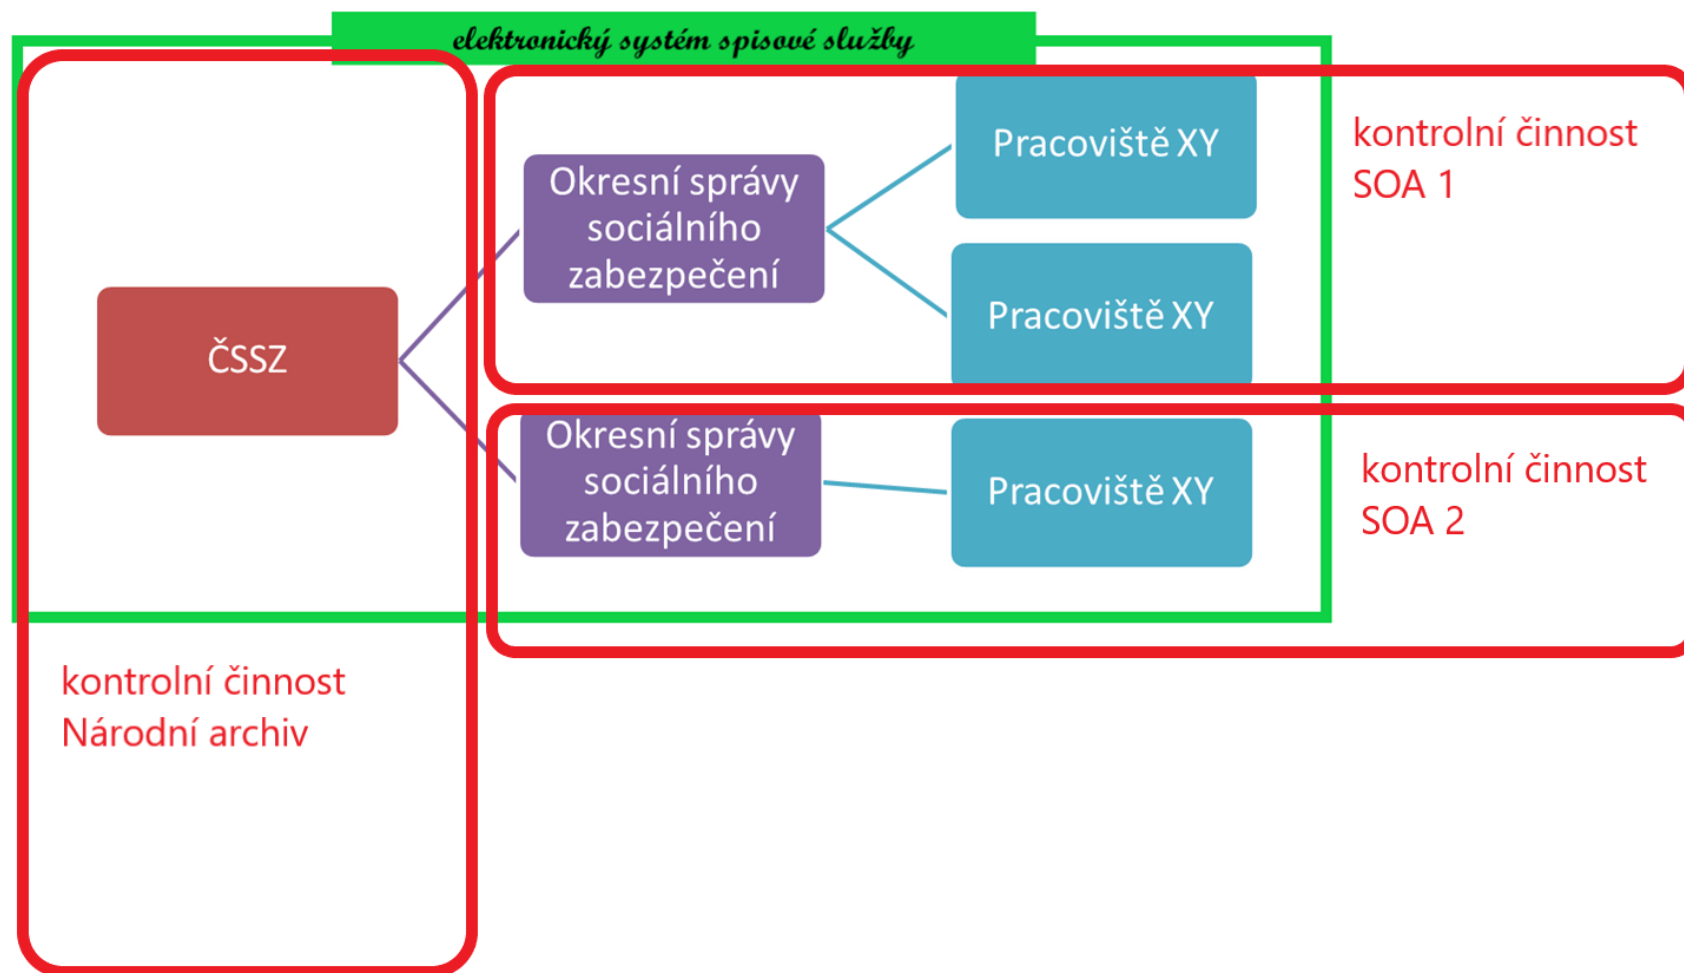 elektronický systém spisové služby
Pracoviště XY
kontrolní činnost
SOA 1
Okresní správy
sociálního
zabezpečení
Pracoviště XY
ČSSZ
Okresní správy
sociálního
zabezpečení
Pracoviště XY
kontrolní činnost
SOA 2
kontrolní činnost
Národní archiv